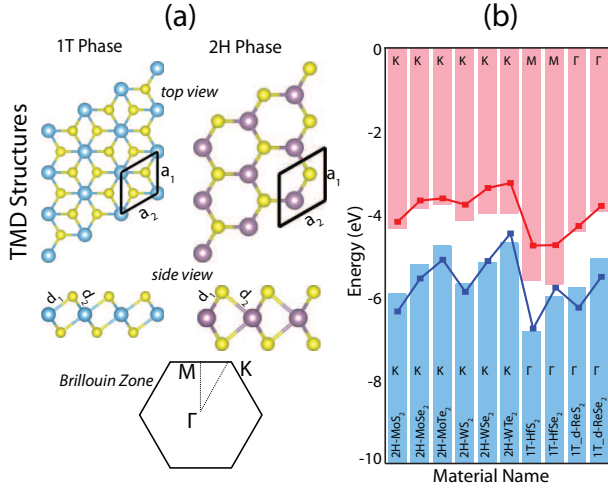 (a)
1T Phase
2H Phase
top view
TMD Structures
a₁
a₂
a₁
a₂
side view
d₁ d₂
d₁ d₂
Brillouin Zone
M
K
Γ
(b)
Energy (eV)
0
-2
-4
-6
-8
-10
K K K K K K M M Γ Γ
K K K K K K Γ Γ Γ Γ
2H-MoS₂
2H-MoSe₂
2H-MoTe₂
2H-WS₂
2H-WSe₂
2H-WTe₂
1T-HfS₂
1T-HfSe₂
1T_d-ReS₂
1T_d-ReSe₂
Material Name